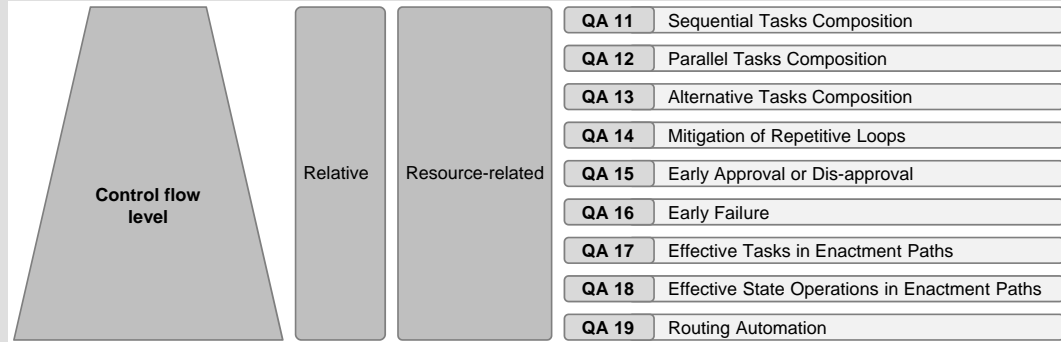 Control flow
level
Relative
Resource-related
QA 11 Sequential Tasks Composition
QA 12 Parallel Tasks Composition
QA 13 Alternative Tasks Composition
QA 14 Mitigation of Repetitive Loops
QA 15 Early Approval or Dis-approval
QA 16 Early Failure
QA 17 Effective Tasks in Enactment Paths
QA 18 Effective State Operations in Enactment Paths
QA 19 Routing Automation